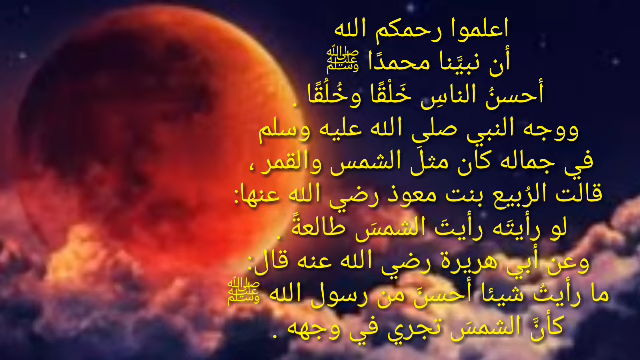 اعلموا رحمكم الله
أن نبيَّنا محمدًا ﷺ
أحسنُ الناسِ خَلْقًا وخُلُقًا .
ووجه النبي صلى الله عليه وسلم
في جماله كان مثلَ الشمس والقمر ،
قالت الرُبيع بنت معوذ رضي الله عنها:
لو رأيتَه رأيتَ الشمسَ طالعةً .
وعن أبي هريرة رضي الله عنه قال:
ما رأيتُ شيئا أحسنَ من رسول الله ﷺ
كأنَّ الشمسَ تجري في وجهه .